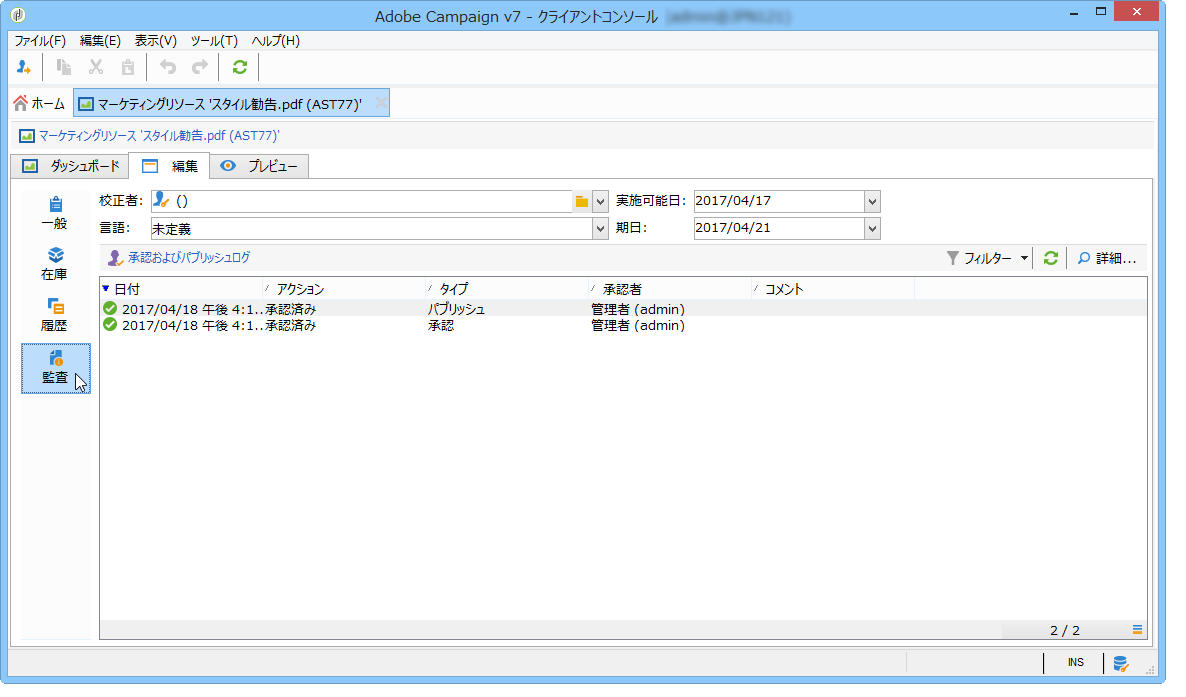 Adobe Campaign v7 - クライアントコンソール
ファイル(F) 編集(E) 表示(V) ツール(T) ヘルプ(H)
ホーム マーケティングリソース 'スタイル勧告.pdf (AST77)'
マーケティングリソース 'スタイル勧告.pdf (AST77)'
ダッシュボード 編集 プレビュー
一般
在庫
履歴
監査
校正者: () 実施可能日: 2017/04/17
言語: 未定義 期日: 2017/04/21
承認およびパブリッシュログ フィルター 詳細...
日付 アクション タイプ 承認者 コメント
2017/04/18 午後 4:1... 承認済み パブリッシュ 管理者 (admin)
2017/04/18 午後 4:1... 承認済み 承認 管理者 (admin)
2 / 2
INS